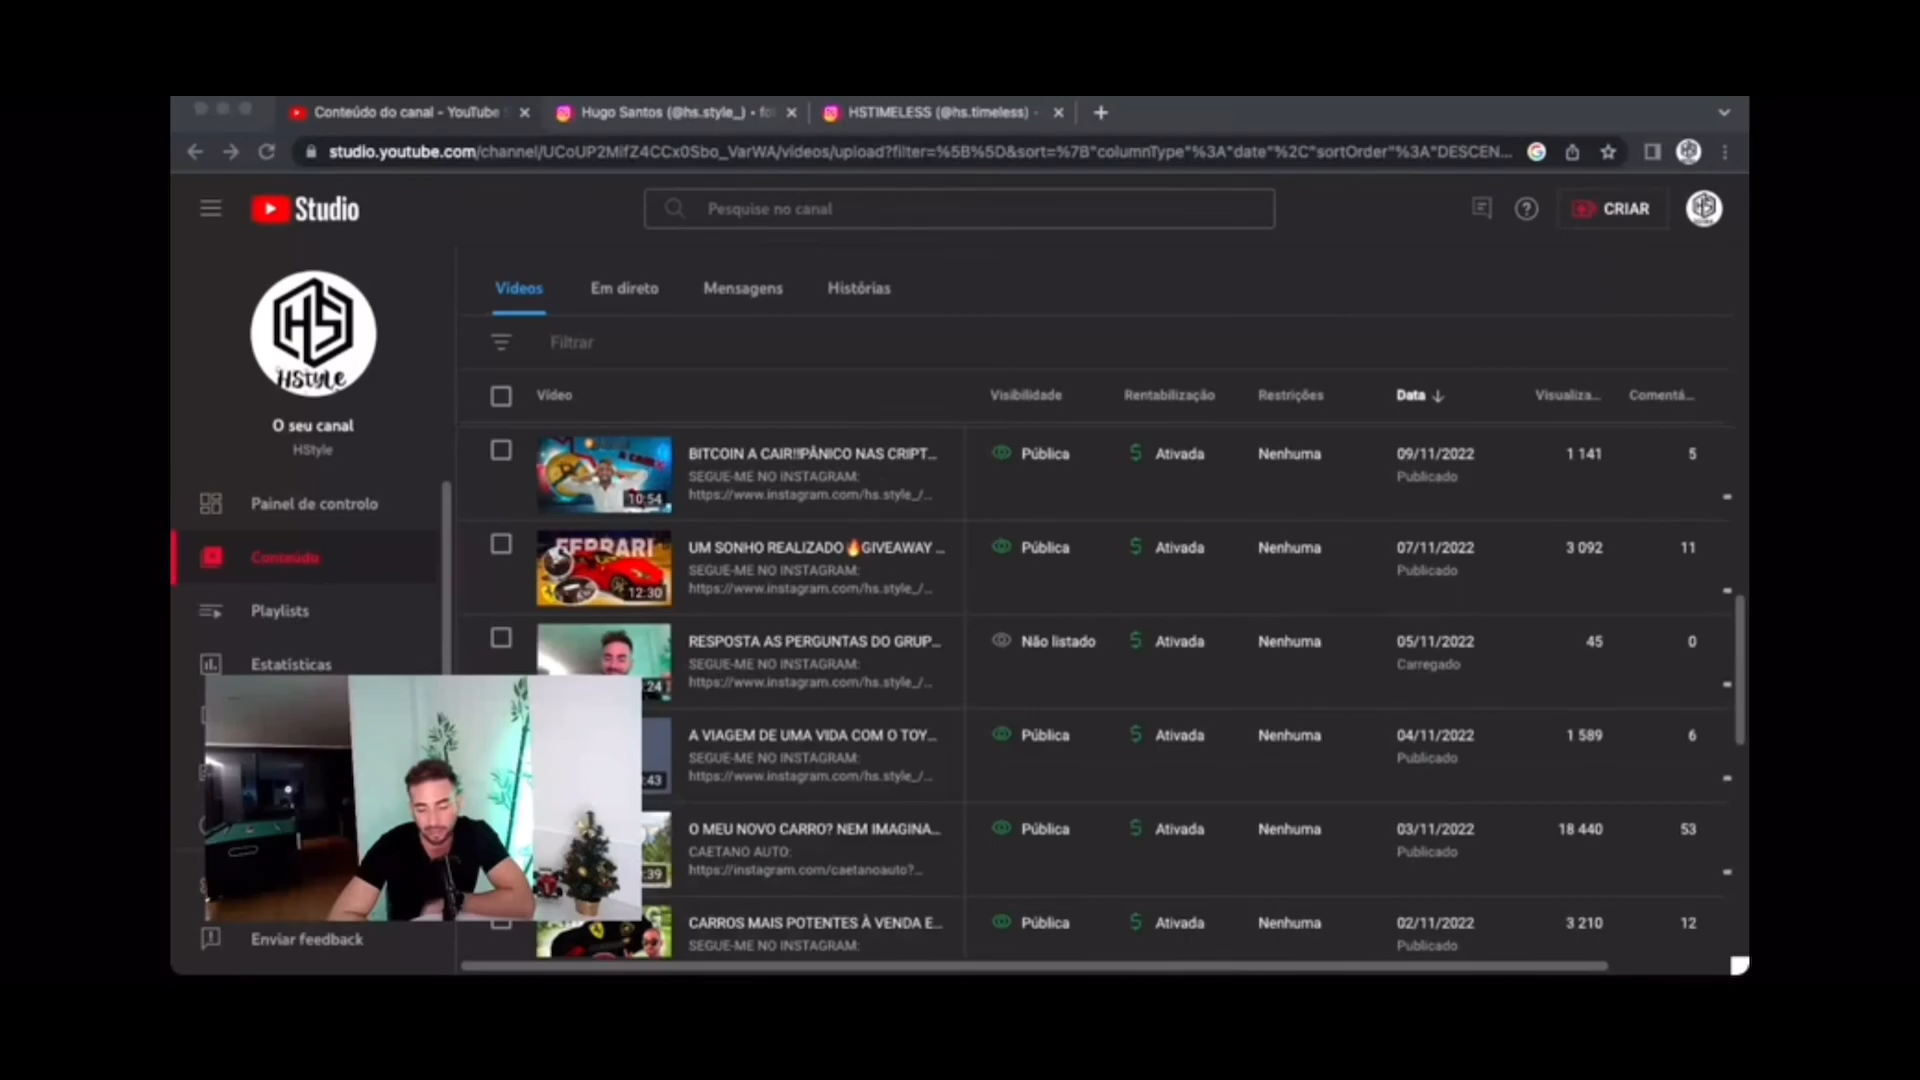 Conteúdo do canal - YouTube
Hugo Santos (@hs.style_) • fo
HSTIMELESS (@hs.timeless) •
studio.youtube.com/channel/UCoUP2MifZ4CCx0Sbo_VarWA/videos/upload?filter=%5B%5D&sort=%7B"columnType"%3A"date"%2C"sortOrder"%3A"DESCEN...
Studio
Pesquise no canal
CRIAR
HStyle
O seu canal
HStyle
Painel de controlo
Conteúdo
Playlists
Estatísticas
Enviar feedback
Vídeos Em direto Mensagens Histórias
Filtrar
Vídeo Visibilidade Rentabilização Restrições Data Visualiza... Comentá...
10:54
BITCOIN A CAIR!!PÂNICO NAS CRIPT... Pública Ativada Nenhuma 09/11/2022 1 141 5
SEGUE-ME NO INSTAGRAM: Publicado
https://www.instagram.com/hs.style_/...
FERRARI
12:30
UM SONHO REALIZADO🔥GIVEAWAY ... Pública Ativada Nenhuma 07/11/2022 3 092 11
SEGUE-ME NO INSTAGRAM: Publicado
https://www.instagram.com/hs.style_/...
:24
RESPOSTA AS PERGUNTAS DO GRUP... Não listado Ativada Nenhuma 05/11/2022 45 0
SEGUE-ME NO INSTAGRAM: Carregado
https://www.instagram.com/hs.style_/...
:43
A VIAGEM DE UMA VIDA COM O TOY... Pública Ativada Nenhuma 04/11/2022 1 589 6
SEGUE-ME NO INSTAGRAM: Publicado
https://www.instagram.com/hs.style_/...
:39
O MEU NOVO CARRO? NEM IMAGINA... Pública Ativada Nenhuma 03/11/2022 18 440 53
CAETANO AUTO: Publicado
https://instagram.com/caetanoauto?...
CARROS MAIS POTENTES À VENDA E... Pública Ativada Nenhuma 02/11/2022 3 210 12
SEGUE-ME NO INSTAGRAM: Publicado